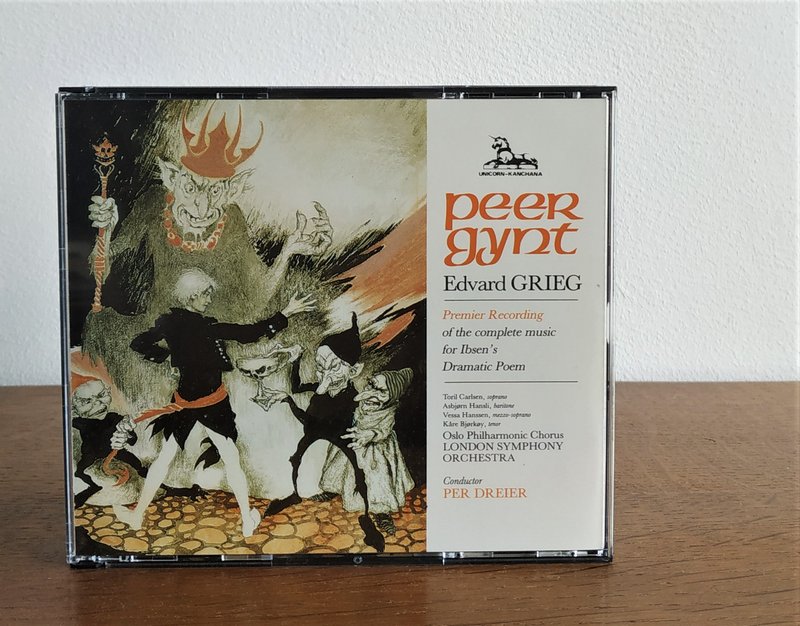 UNICORN-KANCHANA
peer
gynt
Edvard GRIEG
Premier Recording
of the complete music
for Ibsen's
Dramatic Poem
Toril Carlsen, soprano
Asbjørn Hansli, baritone
Vessa Hanssen, mezzo-soprano
Kåre Bjørkøy, tenor
Oslo Philharmonic Chorus
LONDON SYMPHONY
ORCHESTRA
Conductor
PER DREIER